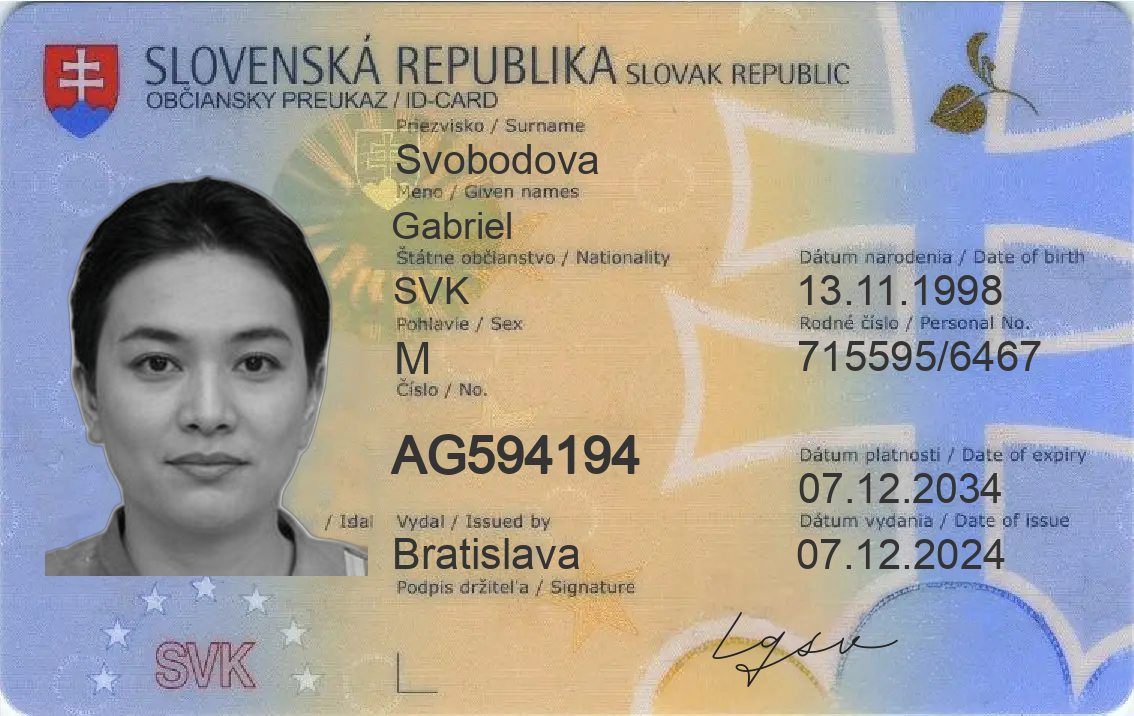 SLOVENSKÁ REPUBLIKA SLOVAK REPUBLIC
OBČIANSKY PREUKAZ / ID-CARD
Priezvisko / Surname
Svobodova
Meno / Given names
Gabriel
Štátne občianstvo / Nationality
SVK
Dátum narodenia / Date of birth
13.11.1998
Pohlavie / Sex
M
Rodné číslo / Personal No.
715595/6467
Číslo / No.
AG594194
Dátum platnosti / Date of expiry
07.12.2034
/ Idal
Vydal / Issued by
Bratislava
Dátum vydania / Date of issue
07.12.2024
Podpis držiteľa / Signature
SVK